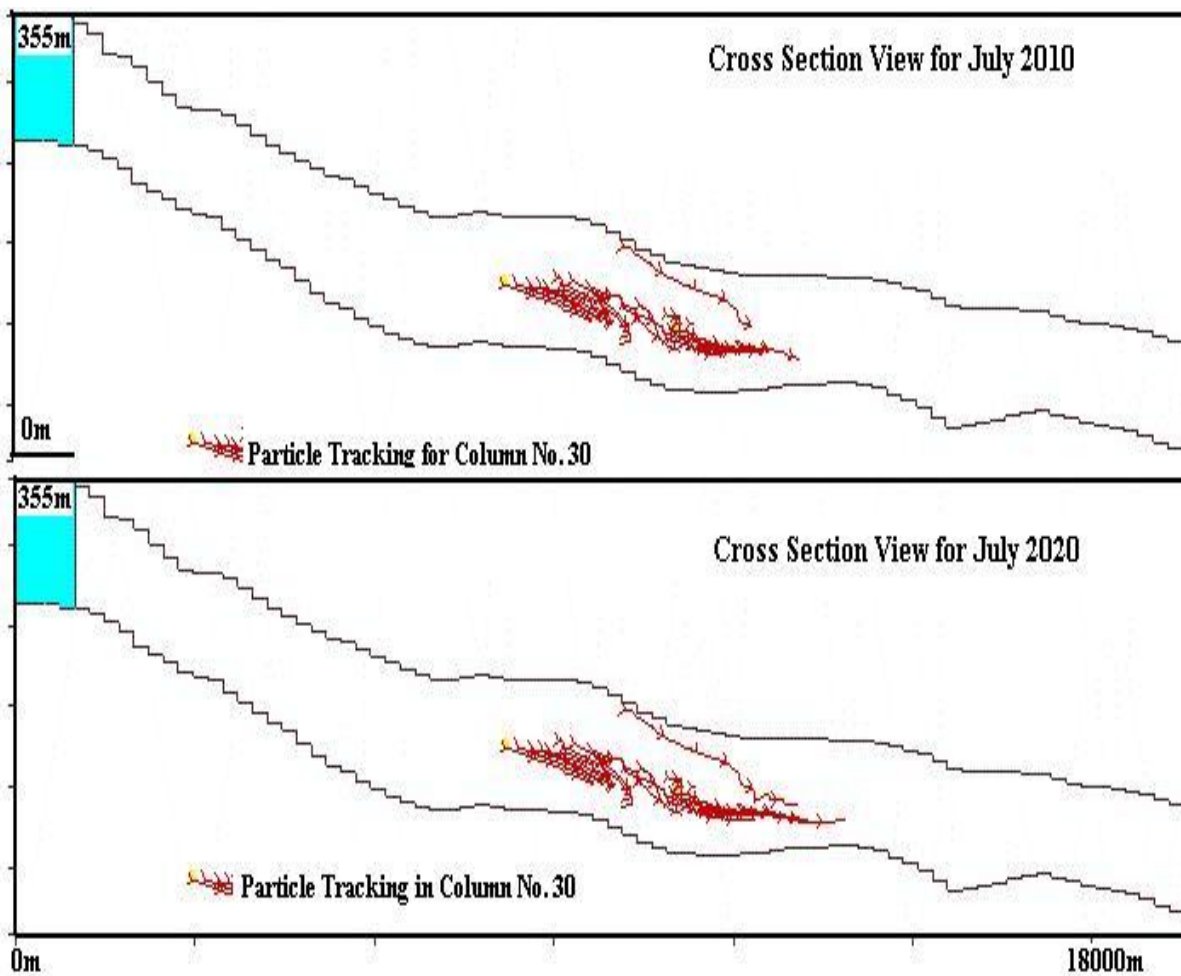 355m
Cross Section View for July 2010
0m
Particle Tracking for Column No. 30
355m
Cross Section View for July 2020
Particle Tracking in Column No. 30
0m
18000m